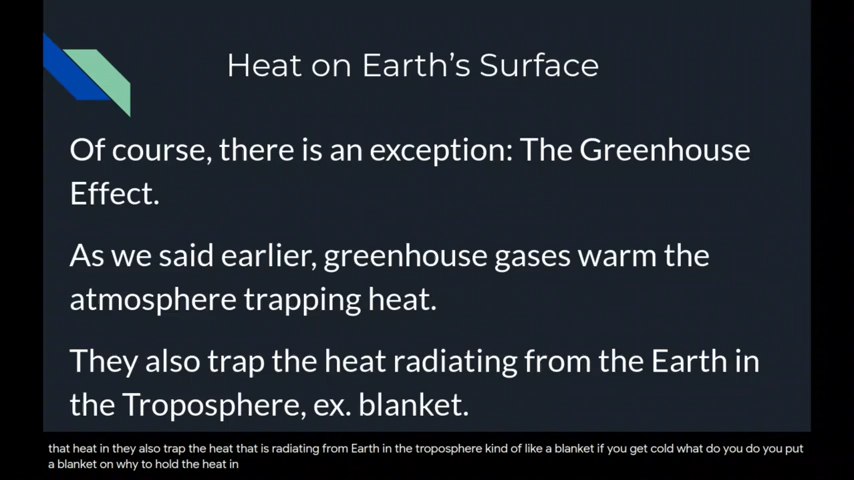 Heat on Earth's Surface
Of course, there is an exception: The Greenhouse
Effect.
As we said earlier, greenhouse gases warm the
atmosphere trapping heat.
They also trap the heat radiating from the Earth in
the Troposphere, ex. blanket.
that heat in they also trap the heat that is radiating from Earth in the troposphere kind of like a blanket if you get cold what do you do you put
a blanket on why to hold the heat in